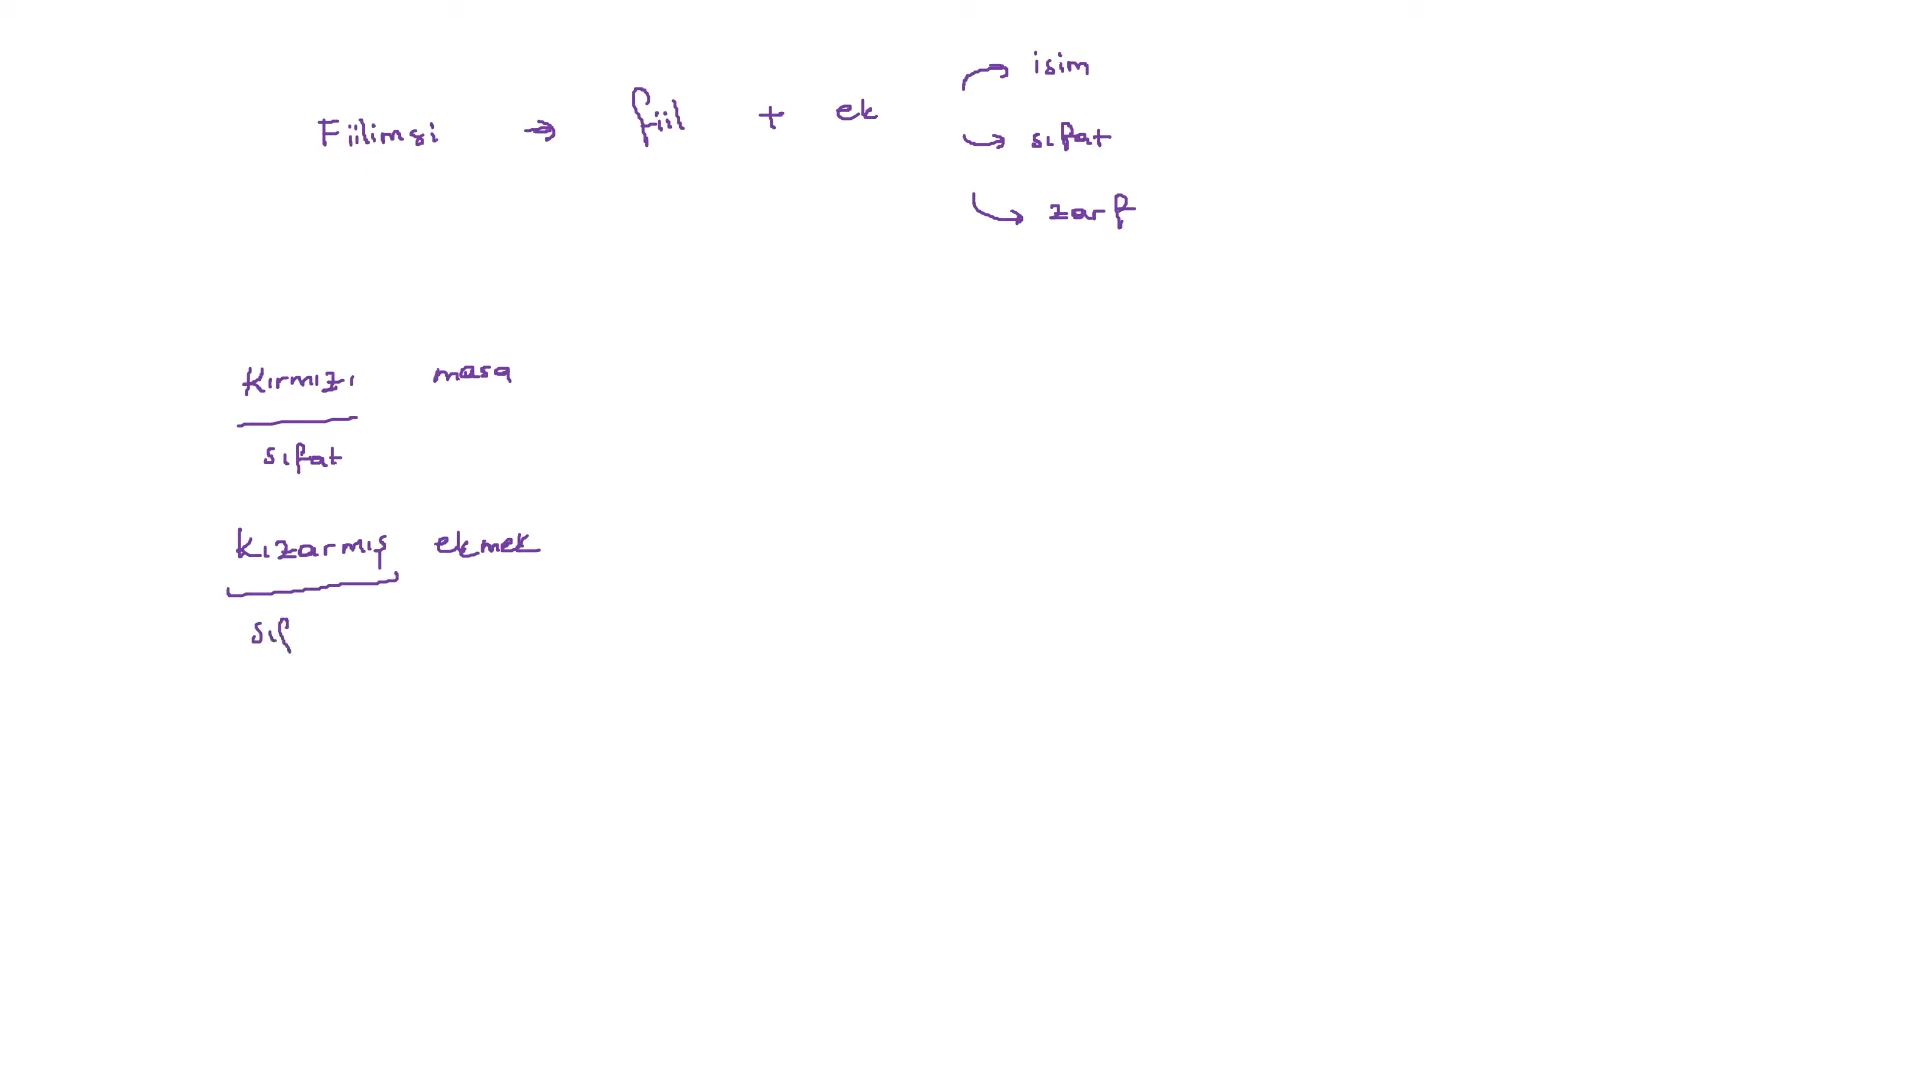 Fiilimsi → fiil + ek
→ isim
→ sıfat
→ zarf
Kırmızı masa
sıfat
Kızarmış ekmek
sıf